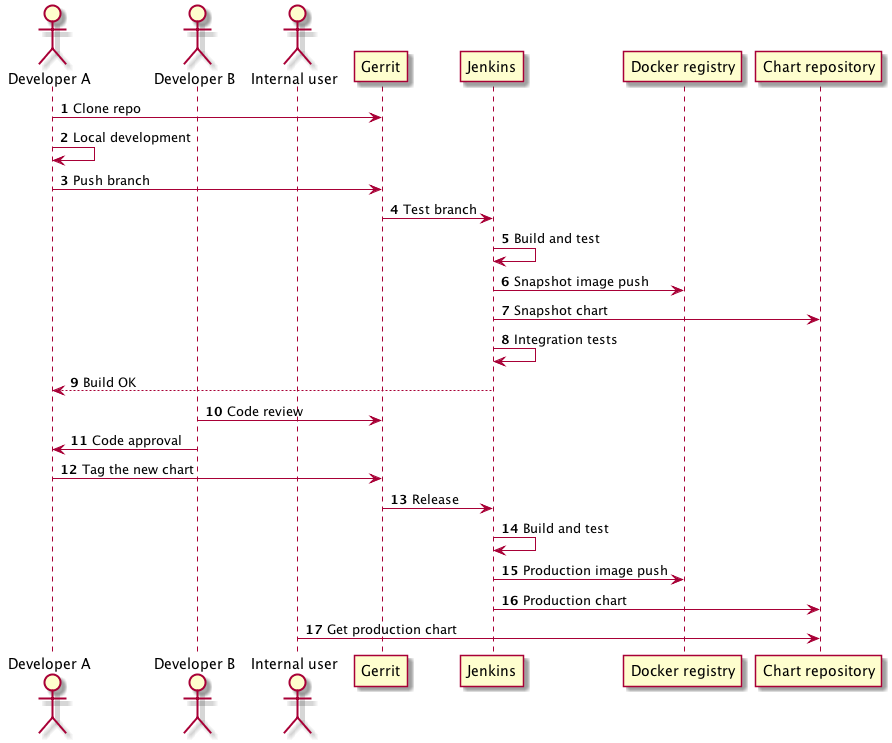 Developer A
Developer B
Internal user
Gerrit
Jenkins
Docker registry
Chart repository
1 Clone repo
2 Local development
3 Push branch
4 Test branch
5 Build and test
6 Snapshot image push
7 Snapshot chart
8 Integration tests
9 Build OK
10 Code review
11 Code approval
12 Tag the new chart
13 Release
14 Build and test
15 Production image push
16 Production chart
17 Get production chart
Developer A
Developer B
Internal user
Gerrit
Jenkins
Docker registry
Chart repository